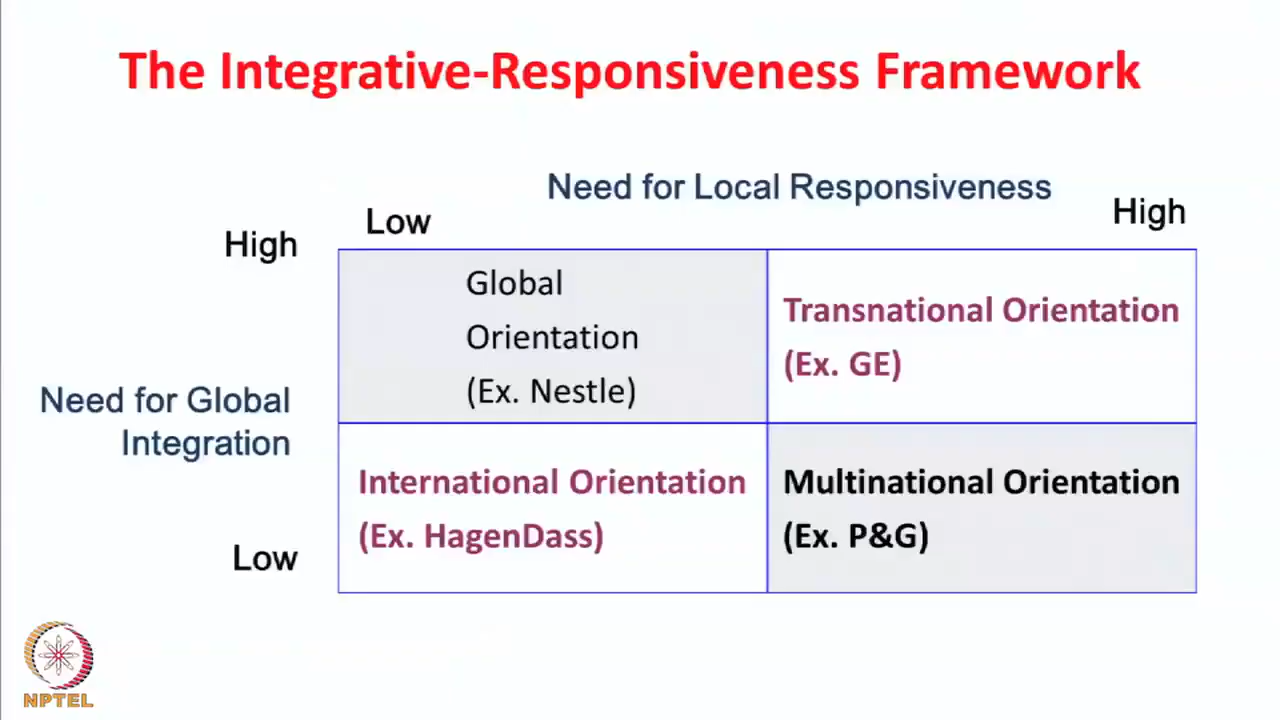 The Integrative-Responsiveness Framework
Need for Local Responsiveness
Low
High
High
Global
Orientation
(Ex. Nestle)
Transnational Orientation
(Ex. GE)
Need for Global
Integration
International Orientation
(Ex. HagenDass)
Multinational Orientation
(Ex. P&G)
Low
NPTEL